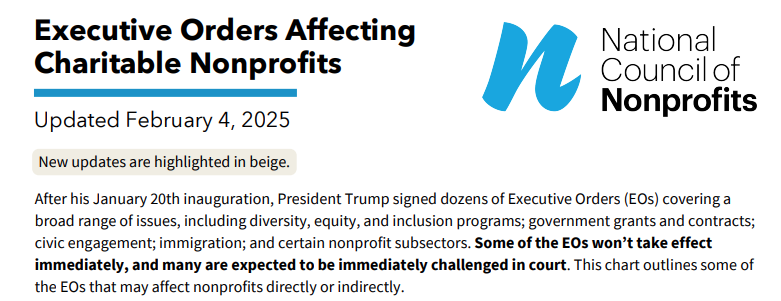 Executive Orders Affecting
Charitable Nonprofits
National
Council of
Nonprofits
Updated February 4, 2025
New updates are highlighted in beige.
After his January 20th inauguration, President Trump signed dozens of Executive Orders (EOs) covering a
broad range of issues, including diversity, equity, and inclusion programs; government grants and contracts;
civic engagement; immigration; and certain nonprofit subsectors. Some of the EOs won’t take effect
immediately, and many are expected to be immediately challenged in court. This chart outlines some of
the EOs that may affect nonprofits directly or indirectly.